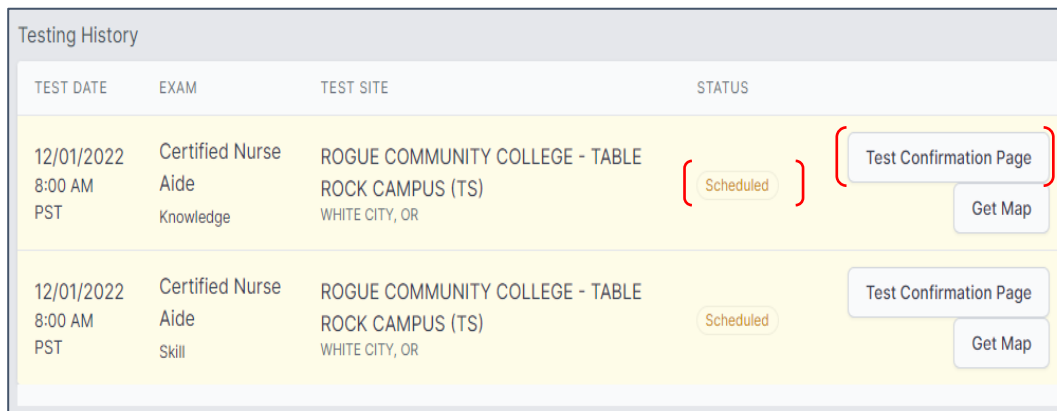 Testing History
TEST DATE EXAM TEST SITE STATUS
12/01/2022
8:00 AM
PST
Certified Nurse
Aide
Knowledge
ROGUE COMMUNITY COLLEGE - TABLE
ROCK CAMPUS (TS)
WHITE CITY, OR
Scheduled
Test Confirmation Page
Get Map
12/01/2022
8:00 AM
PST
Certified Nurse
Aide
Skill
ROGUE COMMUNITY COLLEGE - TABLE
ROCK CAMPUS (TS)
WHITE CITY, OR
Scheduled
Test Confirmation Page
Get Map